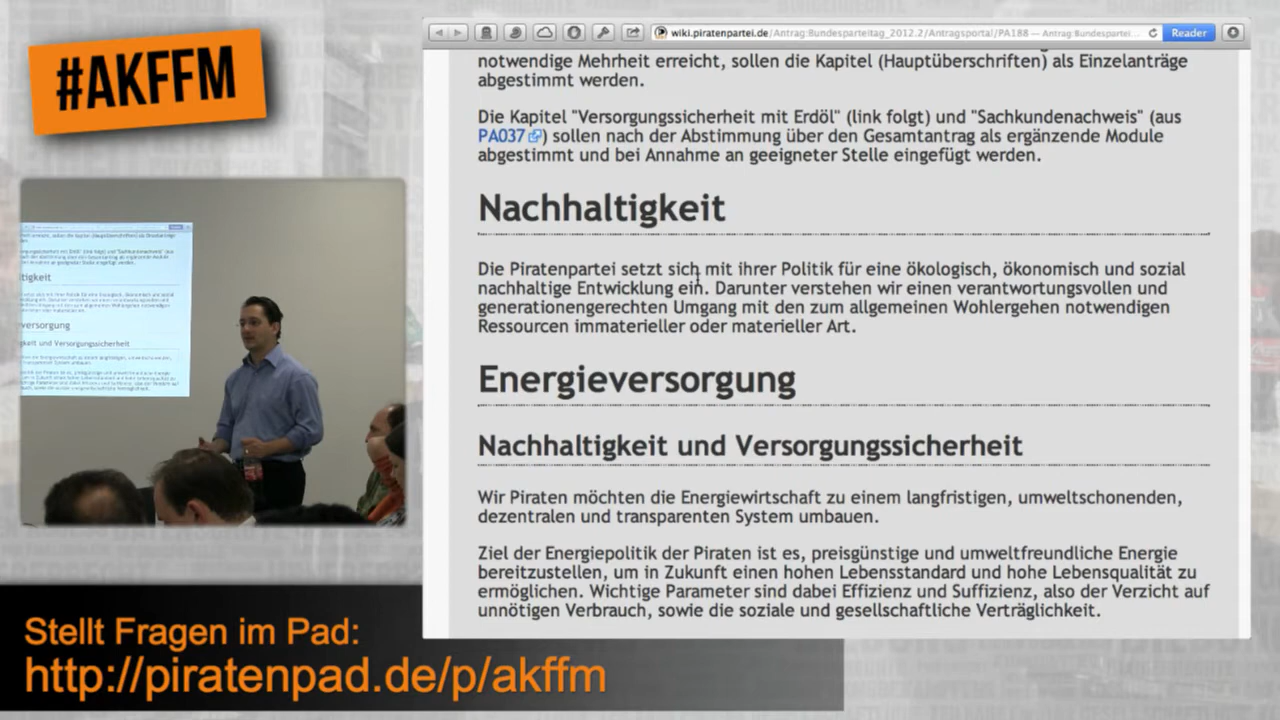 #AKFFM
wiki.piratenpartei.de/Antrag:Bundesparteitag_2012.2/Antragsportal/PA188 — Antrag:Bundespartei...
Reader
notwendige Mehrheit erreicht, sollen die Kapitel (Hauptüberschriften) als Einzelanträge
abgestimmt werden.
Die Kapitel "Versorgungssicherheit mit Erdöl" (link folgt) und "Sachkundenachweis" (aus
PA037) sollen nach der Abstimmung über den Gesamtantrag als ergänzende Module
abgestimmt und bei Annahme an geeigneter Stelle eingefügt werden.
Nachhaltigkeit
Die Piratenpartei setzt sich mit ihrer Politik für eine ökologisch, ökonomisch und sozial
nachhaltige Entwicklung ein. Darunter verstehen wir einen verantwortungsvollen und
generationengerechten Umgang mit den zum allgemeinen Wohlergehen notwendigen
Ressourcen immaterieller oder materieller Art.
Energieversorgung
Nachhaltigkeit und Versorgungssicherheit
Wir Piraten möchten die Energiewirtschaft zu einem langfristigen, umweltschonenden,
dezentralen und transparenten System umbauen.
Ziel der Energiepolitik der Piraten ist es, preisgünstige und umweltfreundliche Energie
bereitzustellen, um in Zukunft einen hohen Lebensstandard und hohe Lebensqualität zu
ermöglichen. Wichtige Parameter sind dabei Effizienz und Suffizienz, also der Verzicht auf
unnötigen Verbrauch, sowie die soziale und gesellschaftliche Verträglichkeit.
tigkeit
versorgung
gkeit und Versorgungssicherheit
Stellt Fragen im Pad:
http://piratenpad.de/p/akffm